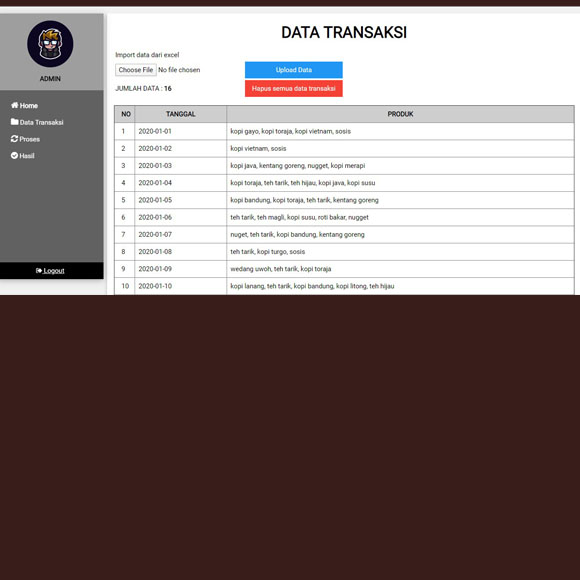 DATA TRANSAKSI
ADMIN
Home
Data Transaksi
Proses
Hasil
Logout
Import data dari excel
Choose File No file chosen
Upload Data
JUMLAH DATA : 16
Hapus semua data transaksi
NO TANGGAL PRODUK
1 2020-01-01 kopi gayo, kopi toraja, kopi vietnam, sosis
2 2020-01-02 kopi vietnam, sosis
3 2020-01-03 kopi java, kentang goreng, nugget, kopi merapi
4 2020-01-04 kopi toraja, teh tarik, teh hijau, kopi java, kopi susu
5 2020-01-05 kopi bandung, kopi toraja, teh tarik, kentang goreng
6 2020-01-06 teh tarik, teh magli, kopi susu, roti bakar, nugget
7 2020-01-07 nuget, teh tarik, kopi bandung, kentang goreng
8 2020-01-08 teh tarik, kopi turgo, sosis
9 2020-01-09 wedang uwoh, teh tarik, kopi toraja
10 2020-01-10 kopi lanang, teh tarik, kopi bandung, kopi litong, teh hijau